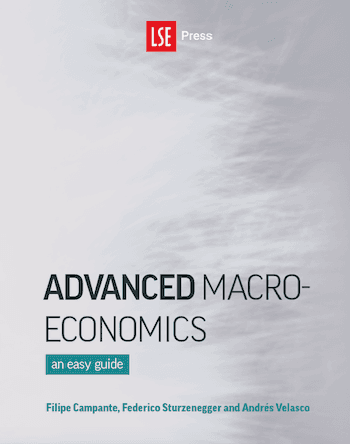 LSE Press
ADVANCED MACRO-
ECONOMICS
an easy guide
Filipe Campante, Federico Sturzenegger and Andrés Velasco